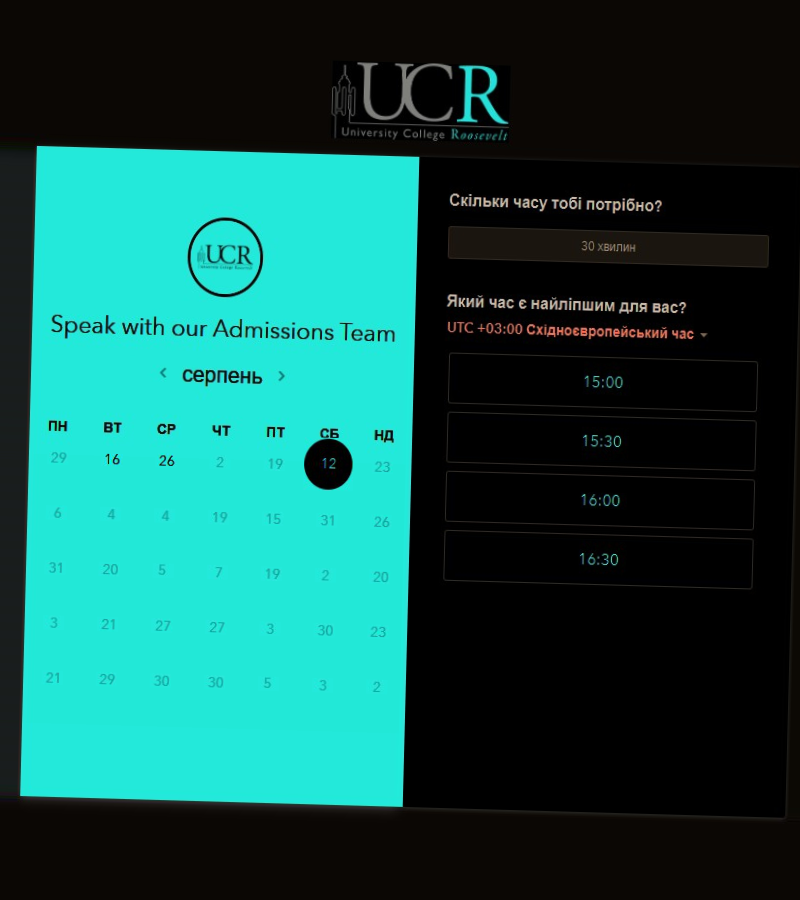 UCR
University College Roosevelt
UCR
University College Roosevelt
Speak with our Admissions Team
серпень
ПН ВТ СР ЧТ ПТ СБ НД
29 16 26 2 19 12 23
6 4 4 19 15 31 26
31 20 5 7 19 2 20
3 21 27 27 3 30 23
21 29 30 30 5 3 2
Скільки часу тобі потрібно?
30 хвилин
Який час є найліпшим для вас?
UTC +03:00 Східноєвропейський час
15:00
15:30
16:00
16:30